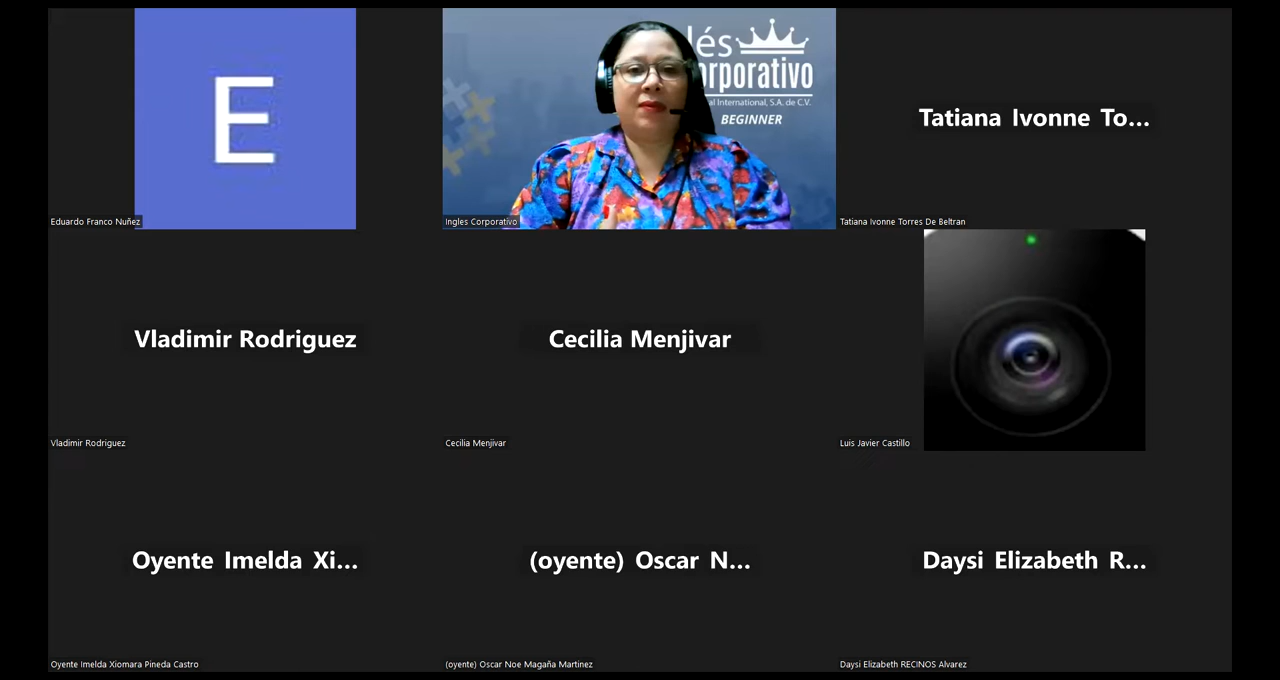 E
Eduardo Franco Nuñez
lés
orporativo
al International, S.A. de C.V.
BEGINNER
Ingles Corporativo
Tatiana Ivonne To...
Tatiana Ivonne Torres De Beltran
Vladimir Rodriguez
Vladimir Rodriguez
Cecilia Menjivar
Cecilia Menjivar
Luis Javier Castillo
Oyente Imelda Xi...
Oyente Imelda Xiomara Pineda Castro
(oyente) Oscar N...
(oyente) Oscar Noe Magaña Martinez
Daysi Elizabeth R...
Daysi Elizabeth RECINOS Alvarez